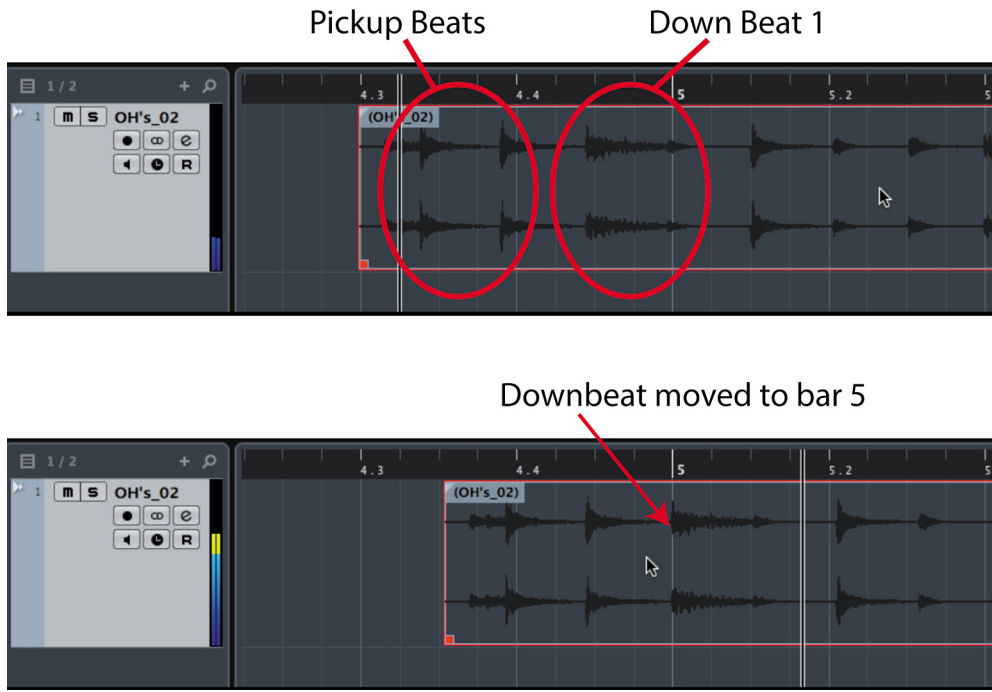 Pickup Beats Down Beat 1
1 / 2 +
4.3 4.4 5 5.2 5
1 m S OH's_02
(OH's_02)
e
R
Downbeat moved to bar 5
1 / 2 +
4.3 4.4 5 5.2 5
1 m S OH's_02
(OH's_02)
e
R